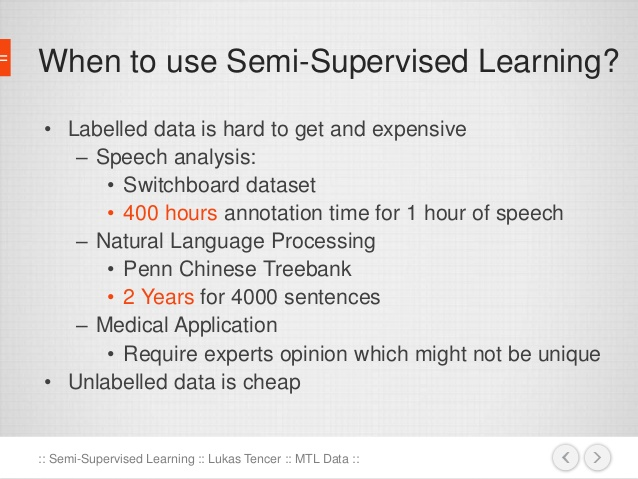 When to use Semi-Supervised Learning?
• Labelled data is hard to get and expensive
– Speech analysis:
• Switchboard dataset
• 400 hours annotation time for 1 hour of speech
– Natural Language Processing
• Penn Chinese Treebank
• 2 Years for 4000 sentences
– Medical Application
• Require experts opinion which might not be unique
• Unlabelled data is cheap
:: Semi-Supervised Learning :: Lukas Tencer :: MTL Data ::